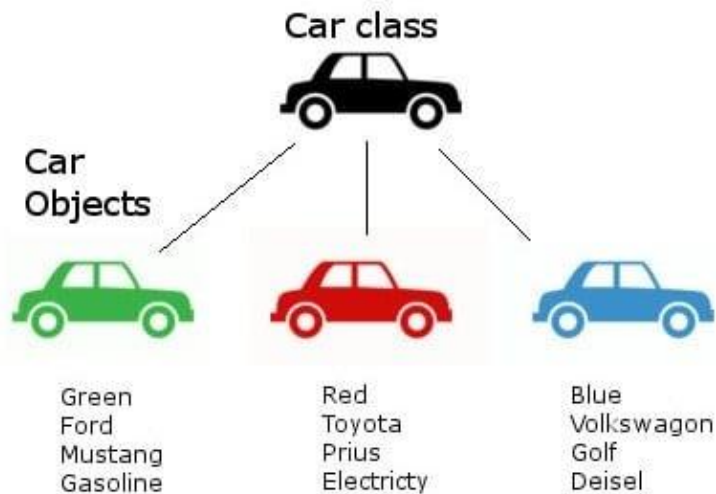 Car class
Car
Objects
Green
Ford
Mustang
Gasoline
Red
Toyota
Prius
Electricty
Blue
Volkswagon
Golf
Deisel